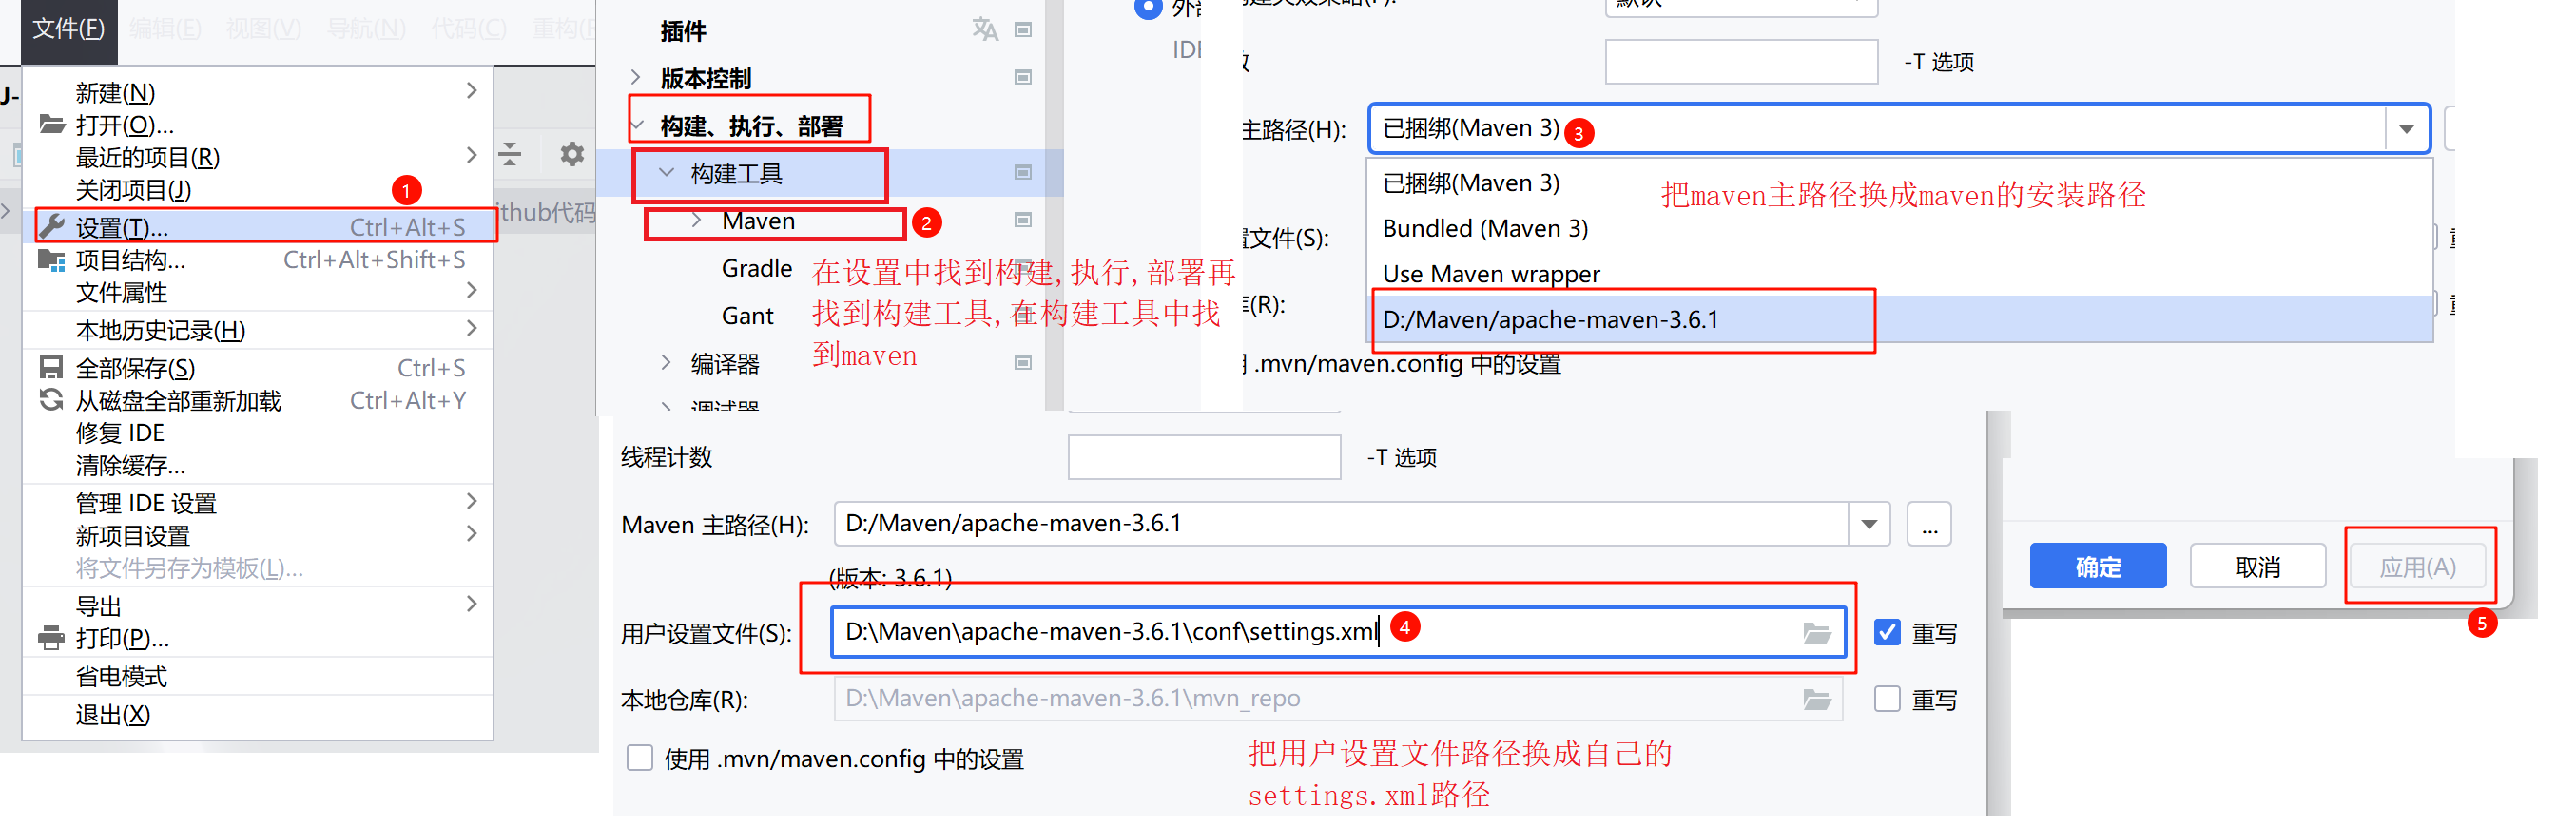 文件(F) 编辑(E) 视图(V) 导航(N) 代码(C) 重构(R
J-
新建(N)
打开(O)...
最近的项目(R)
关闭项目(J)
1
设置(T)... Ctrl+Alt+S
ithub代码
项目结构... Ctrl+Alt+Shift+S
文件属性
本地历史记录(H)
全部保存(S) Ctrl+S
从磁盘全部重新加载 Ctrl+Alt+Y
修复 IDE
清除缓存...
管理 IDE 设置
新项目设置
将文件另存为模板(L)...
导出
打印(P)...
省电模式
退出(X)
插件
版本控制
构建、执行、部署
构建工具
Maven 2
Gradle
Gant
编译器
调试器
在设置中找到构建,执行,部署再
找到构建工具,在构建工具中找
到maven
IDE
默认
-T 选项
主路径(H): 已捆绑(Maven 3) 3
已捆绑(Maven 3)
Bundled (Maven 3)
Use Maven wrapper
D:/Maven/apache-maven-3.6.1
把maven主路径换成maven的安装路径
置文件(S):
(R):
.mvn/maven.config 中的设置
线程计数 -T 选项
Maven 主路径(H): D:/Maven/apache-maven-3.6.1 ...
(版本: 3.6.1)
用户设置文件(S): D:\Maven\apache-maven-3.6.1\conf\settings.xml 4 重写
本地仓库(R): D:\Maven\apache-maven-3.6.1\mvn_repo 重写
使用 .mvn/maven.config 中的设置
把用户设置文件路径换成自己的
settings.xml路径
确定 取消 应用(A)
5